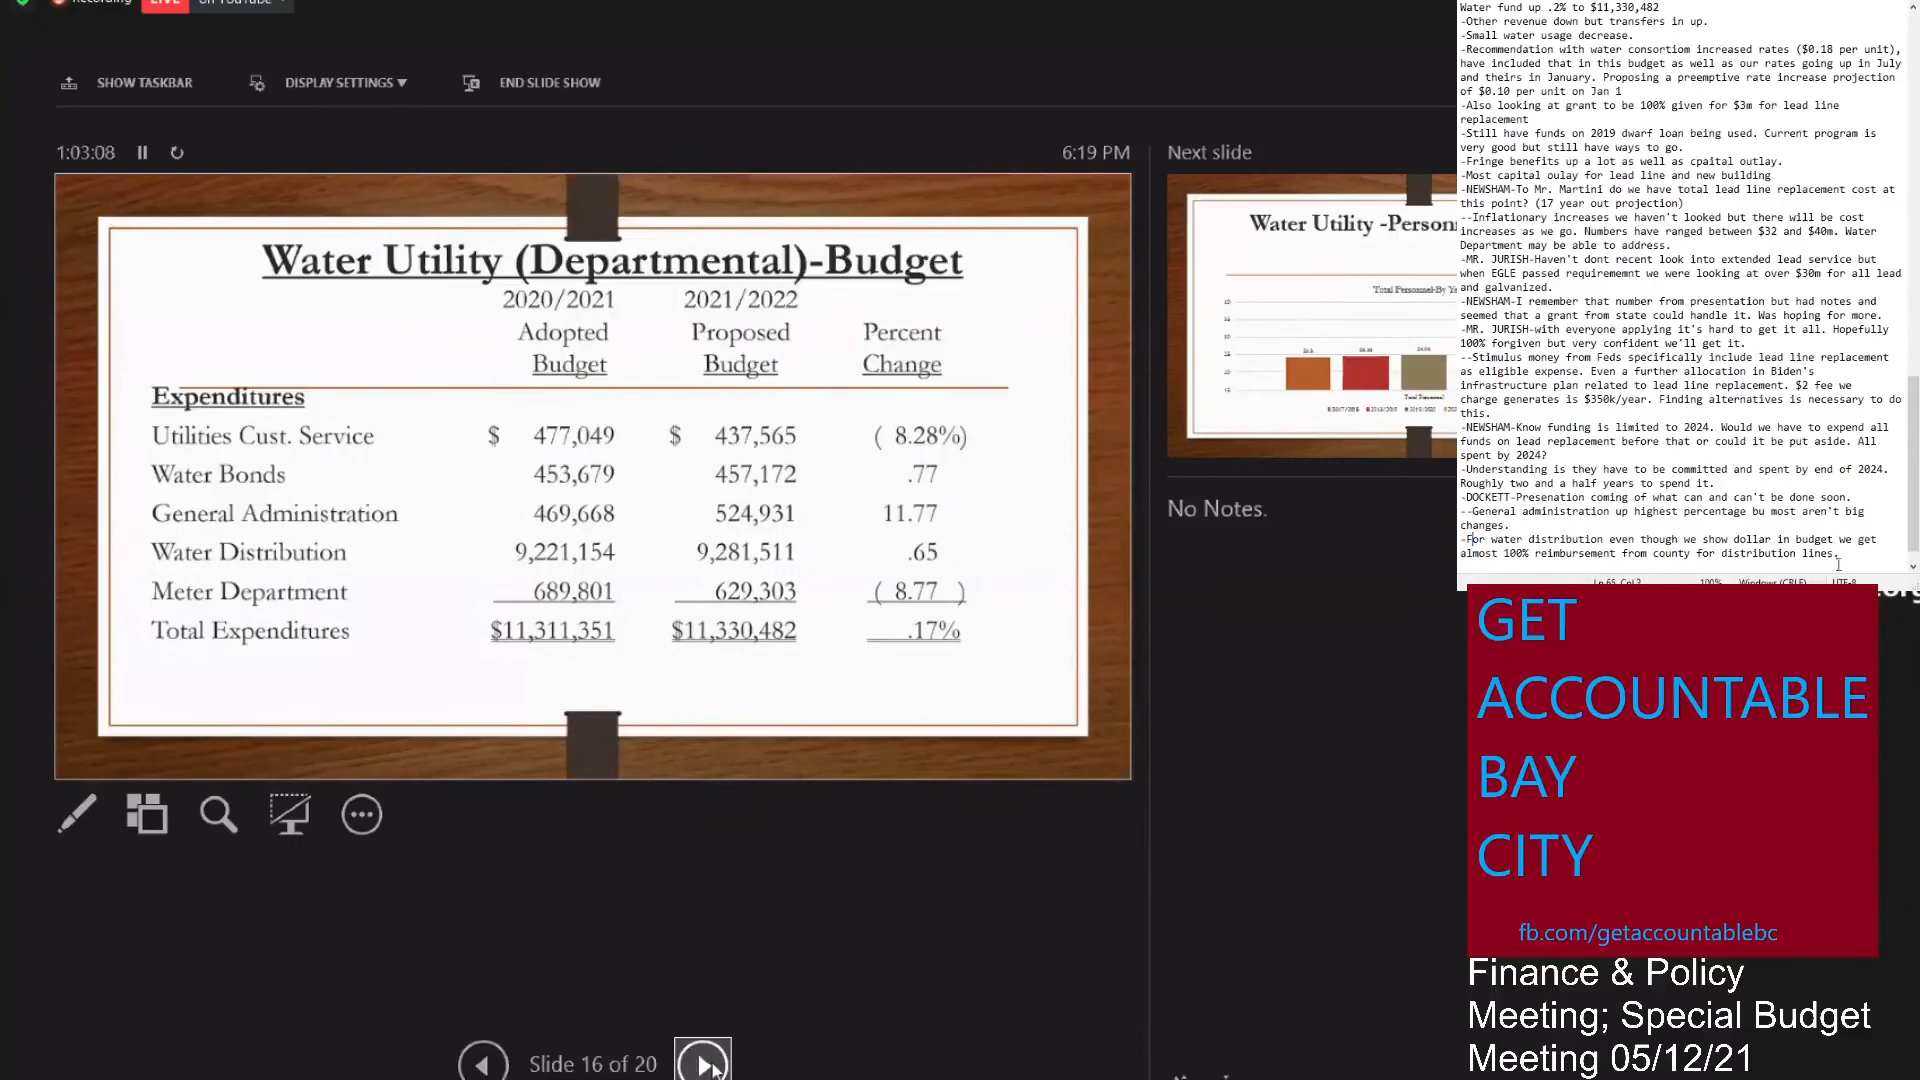 Recording
LIVE
on YouTube
SHOW TASKBAR
DISPLAY SETTINGS ▼
END SLIDE SHOW
1:03:08
6:19 PM
Water Utility (Departmental)-Budget
2020/2021 2021/2022
Adopted Proposed Percent
Budget Budget Change
Expenditures
Utilities Cust. Service $ 477,049 $ 437,565 ( 8.28%)
Water Bonds 453,679 457,172 .77
General Administration 469,668 524,931 11.77
Water Distribution 9,221,154 9,281,511 .65
Meter Department 689,801 629,303 ( 8.77 )
Total Expenditures $11,311,351 $11,330,482 .17%
Slide 16 of 20
Next slide
Water Utility -Person
Total Personnel-By Ye
Total Personnel
No Notes.
Water fund up .2% to $11,330,482
-Other revenue down but transfers in up.
-Small water usage decrease.
-Recommendation with water consortiom increased rates ($0.18 per unit),
have included that in this budget as well as our rates going up in July
and theirs in January. Proposing a preemptive rate increase projection
of $0.10 per unit on Jan 1
-Also looking at grant to be 100% given for $3m for lead line
replacement
-Still have funds on 2019 dwarf loan being used. Current program is
very good but still have ways to go.
-Fringe benefits up a lot as well as cpaital outlay.
-Most capital oulay for lead line and new building
-NEWSHAM-To Mr. Martini do we have total lead line replacement cost at
this point? (17 year out projection)
--Inflationary increases we haven't looked but there will be cost
increases as we go. Numbers have ranged between $32 and $40m. Water
Department may be able to address.
-MR. JURISH-Haven't dont recent look into extended lead service but
when EGLE passed requirememnt we were looking at over $30m for all lead
and galvanized.
-NEWSHAM-I remember that number from presentation but had notes and
seemed that a grant from state could handle it. Was hoping for more.
-MR. JURISH-with everyone applying it's hard to get it all. Hopefully
100% forgiven but very confident we'll get it.
--Stimulus money from Feds specifically include lead line replacement
as eligible expense. Even a further allocation in Biden's
infrastructure plan related to lead line replacement. $2 fee we
charge generates is $350k/year. Finding alternatives is necessary to do
this.
-NEWSHAM-Know funding is limited to 2024. Would we have to expend all
funds on lead replacement before that or could it be put aside. All
spent by 2024?
-Understanding is they have to be committed and spent by end of 2024.
Roughly two and a half years to spend it.
-DOCKETT-Presenation coming of what can and can't be done soon.
--General administration up highest percentage bu most aren't big
changes.
-For water distribution even though we show dollar in budget we get
almost 100% reimbursement from county for distribution lines.
Ln 65, Col 3 100% Windows (CRLF) UTF-8
GET
ACCOUNTABLE
BAY
CITY
fb.com/getaccountablebc
Finance & Policy
Meeting; Special Budget
Meeting 05/12/21